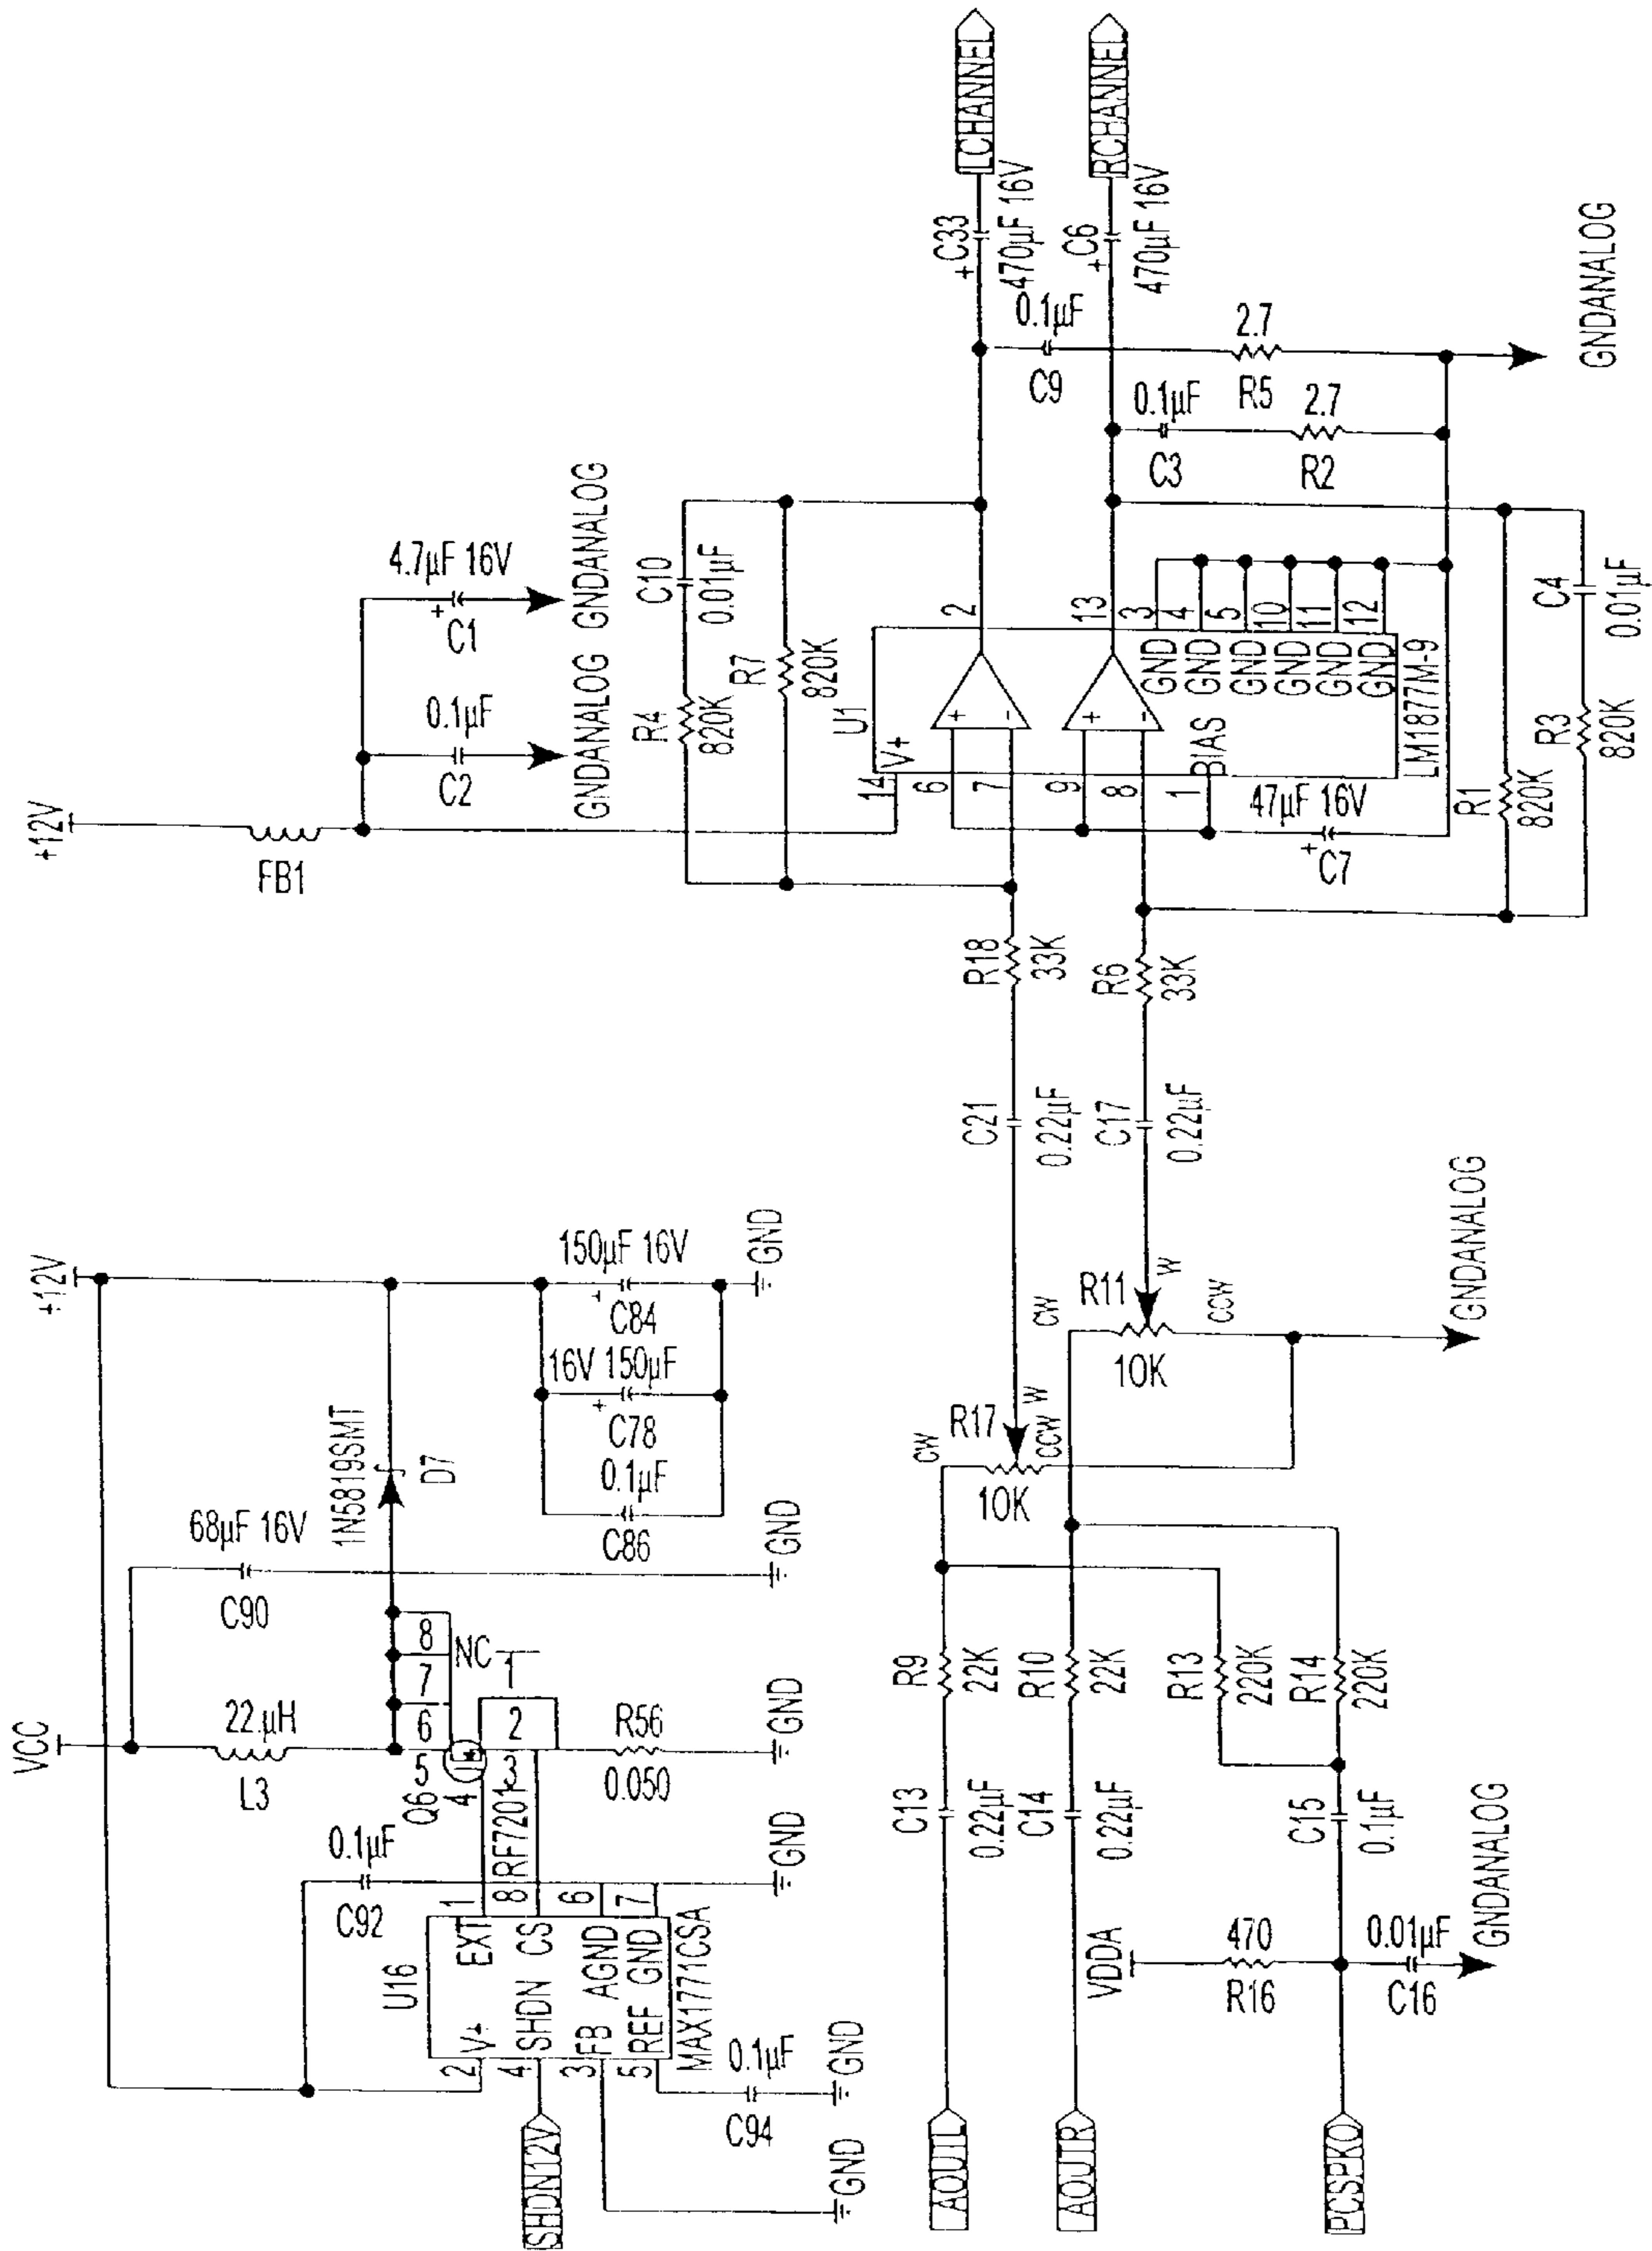 +12V
FB1
0.1µF
C2
GNDANALOG
4.7µF 16V
+
C1
GNDANALOG
R4
820K
C10
0.01µF
R7
820K
U1
14
V+
6
7
9
8
1
BIAS
+
-
+
-
2
13
3
GND
4
GND
5
GND
10
GND
11
GND
12
GND
LM1877M-9
47µF 16V
+
C7
R1
820K
R3
820K
C4
0.01µF
0.1µF
C9
2.7
R5
0.1µF
C3
2.7
R2
GNDANALOG
+C33
470µF 16V
LCHANNEL
+C6
470µF 16V
RCHANNEL
R18
33K
R6
33K
C21
0.22µF
C17
0.22µF
VCC
22µH
L3
68µF 16V
C90
GND
1N5819SMT
D7
+12V
150µF 16V
C84
16V 150µF
+
C78
0.1µF
C86
GND
8
7
6
5
NC
1
2
3
4
Q6
RF7201
R56
0.050
GND
0.1µF
C92
GND
U16
2
V+
4
SHDN
3
FB
5
REF
1
EXT
8
CS
6
AGND
7
GND
MAX1771CSA
0.1µF
C94
GND
GND
SHDN12V
AOUTL
AOUTR
PCSPKO
C13
0.22µF
C14
0.22µF
R9
22K
R10
22K
R13
220K
R14
220K
C15
0.1µF
VDDA
470
R16
0.01µF
C16
GNDANALOG
CW
R17
W
CCW
10K
CW
R11
W
CCW
10K
GNDANALOG